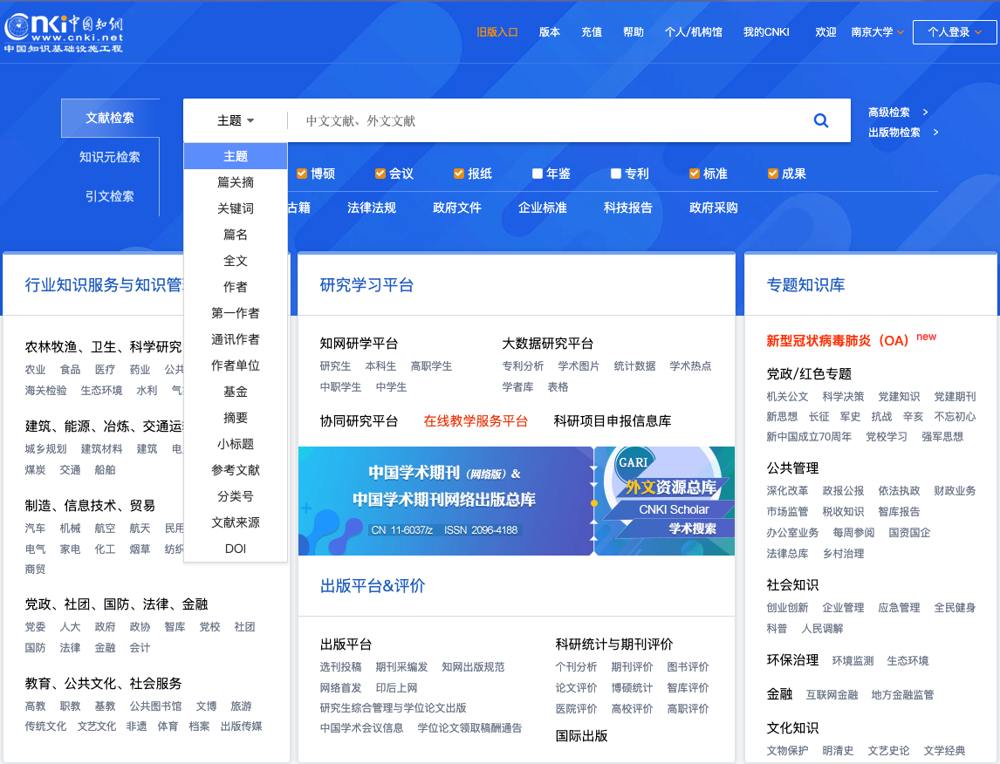 Cnki中国知网
www.cnki.net
中国知识基础设施工程
旧版入口 版本 充值 帮助 个人/机构馆 我的CNKI 欢迎 南京大学 个人登录
文献检索
知识元检索
引文检索
主题 中文文献、外文文献
高级检索 >
出版物检索 >
主题
篇关摘
关键词
篇名
全文
作者
第一作者
通讯作者
作者单位
基金
摘要
小标题
参考文献
分类号
文献来源
DOI
博硕 会议 报纸 年鉴 专利 标准 成果
古籍 法律法规 政府文件 企业标准 科技报告 政府采购
行业知识服务与知识管
农林牧渔、卫生、科学研究
农业 食品 医疗 药业 公共
海关检验 生态环境 水利 气
建筑、能源、冶炼、交通运
城乡规划 建筑材料 建筑 电
煤炭 交通 船舶
制造、信息技术、贸易
汽车 机械 航空 航天 民用
电气 家电 化工 烟草 纺织
商贸
党政、社团、国防、法律、金融
党委 人大 政府 政协 智库 党校 社团
国防 法律 金融 会计
教育、公共文化、社会服务
高教 职教 基教 公共图书馆 文博 旅游
传统文化 文艺文化 非遗 体育 档案 出版传媒
研究学习平台
知网研学平台
研究生 本科生 高职学生
中职学生 中学生
大数据研究平台
专利分析 学术图片 统计数据 学术热点
学者库 表格
协同研究平台 在线教学服务平台 科研项目申报信息库
中国学术期刊(网络版)&
中国学术期刊网络出版总库
CN 11-6037/z ISSN 2096-4188
GARI
外文资源总库
CNKI Scholar
学术搜索
出版平台&评价
出版平台
选刊投稿 期刊采编发 知网出版规范
网络首发 印后上网
研究生综合管理与学位论文出版
中国学术会议信息 学位论文领取稿酬通告
科研统计与期刊评价
个刊分析 期刊评价 图书评价
论文评价 博硕统计 智库评价
医院评价 高校评价 高职评价
国际出版
专题知识库
新型冠状病毒肺炎（OA） new
党政/红色专题
机关公文 科学决策 党建知识 党建期刊
新思想 长征 军史 抗战 辛亥 不忘初心
新中国成立70周年 党校学习 强军思想
公共管理
深化改革 政报公报 依法执政 财政业务
市场监管 税收知识 智库报告
办公室业务 每周参阅 国资国企
法律总库 乡村治理
社会知识
创业创新 企业管理 应急管理 全民健身
科普 人民调解
环保治理 环境监测 生态环境
金融 互联网金融 地方金融监管
文化知识
文物保护 明清史 文艺史论 文学经典